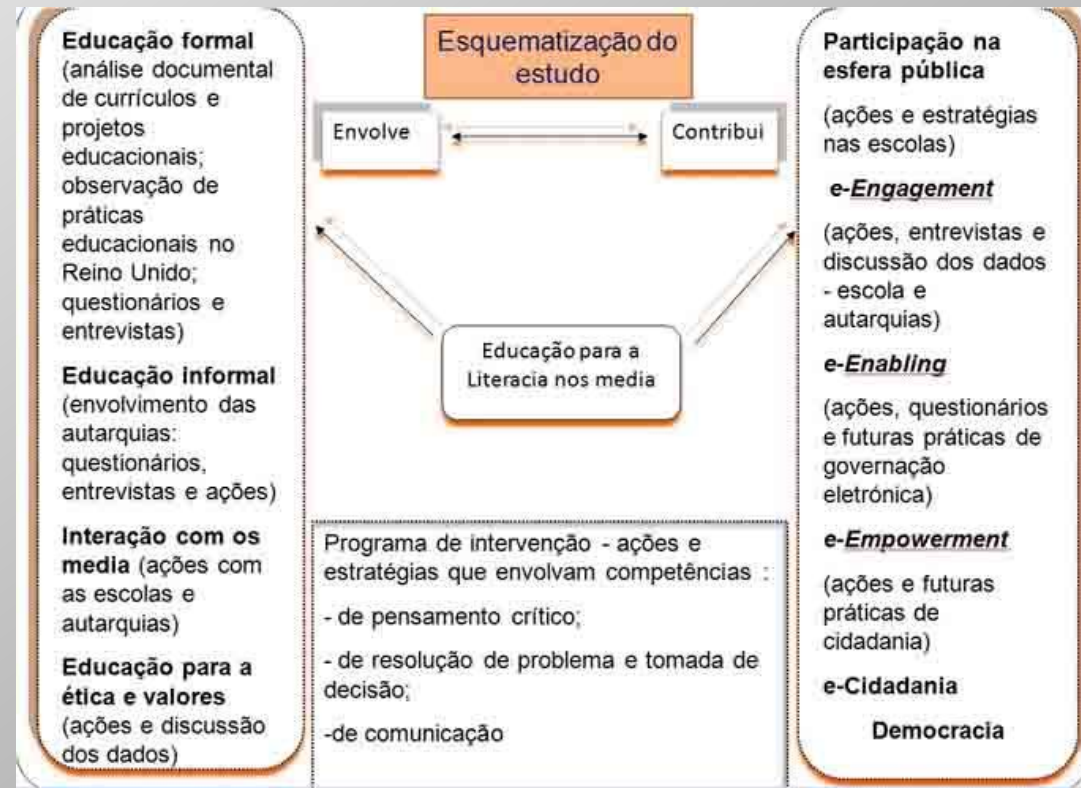 Educação formal
(análise documental
de currículos e
projetos
educacionais;
observação de
práticas
educacionais no
Reino Unido;
questionários e
entrevistas)
Educação informal
(envolvimento das
autarquias:
questionários,
entrevistas e ações)
Interação com os
media (ações com
as escolas e
autarquias)
Educação para a
ética e valores
(ações e discussão
dos dados)
Esquematização do
estudo
Envolve
Contribui
Educação para a
Literacia nos media
Programa de intervenção - ações e
estratégias que envolvam competências :
- de pensamento crítico;
- de resolução de problema e tomada de
decisão;
-de comunicação
Participação na
esfera pública
(ações e estratégias
nas escolas)
e-Engagement
(ações, entrevistas e
discussão dos dados
- escola e
autarquias)
e-Enabling
(ações, questionários
e futuras práticas de
governação
eletrónica)
e-Empowerment
(ações e futuras
práticas de
cidadania)
e-Cidadania
Democracia